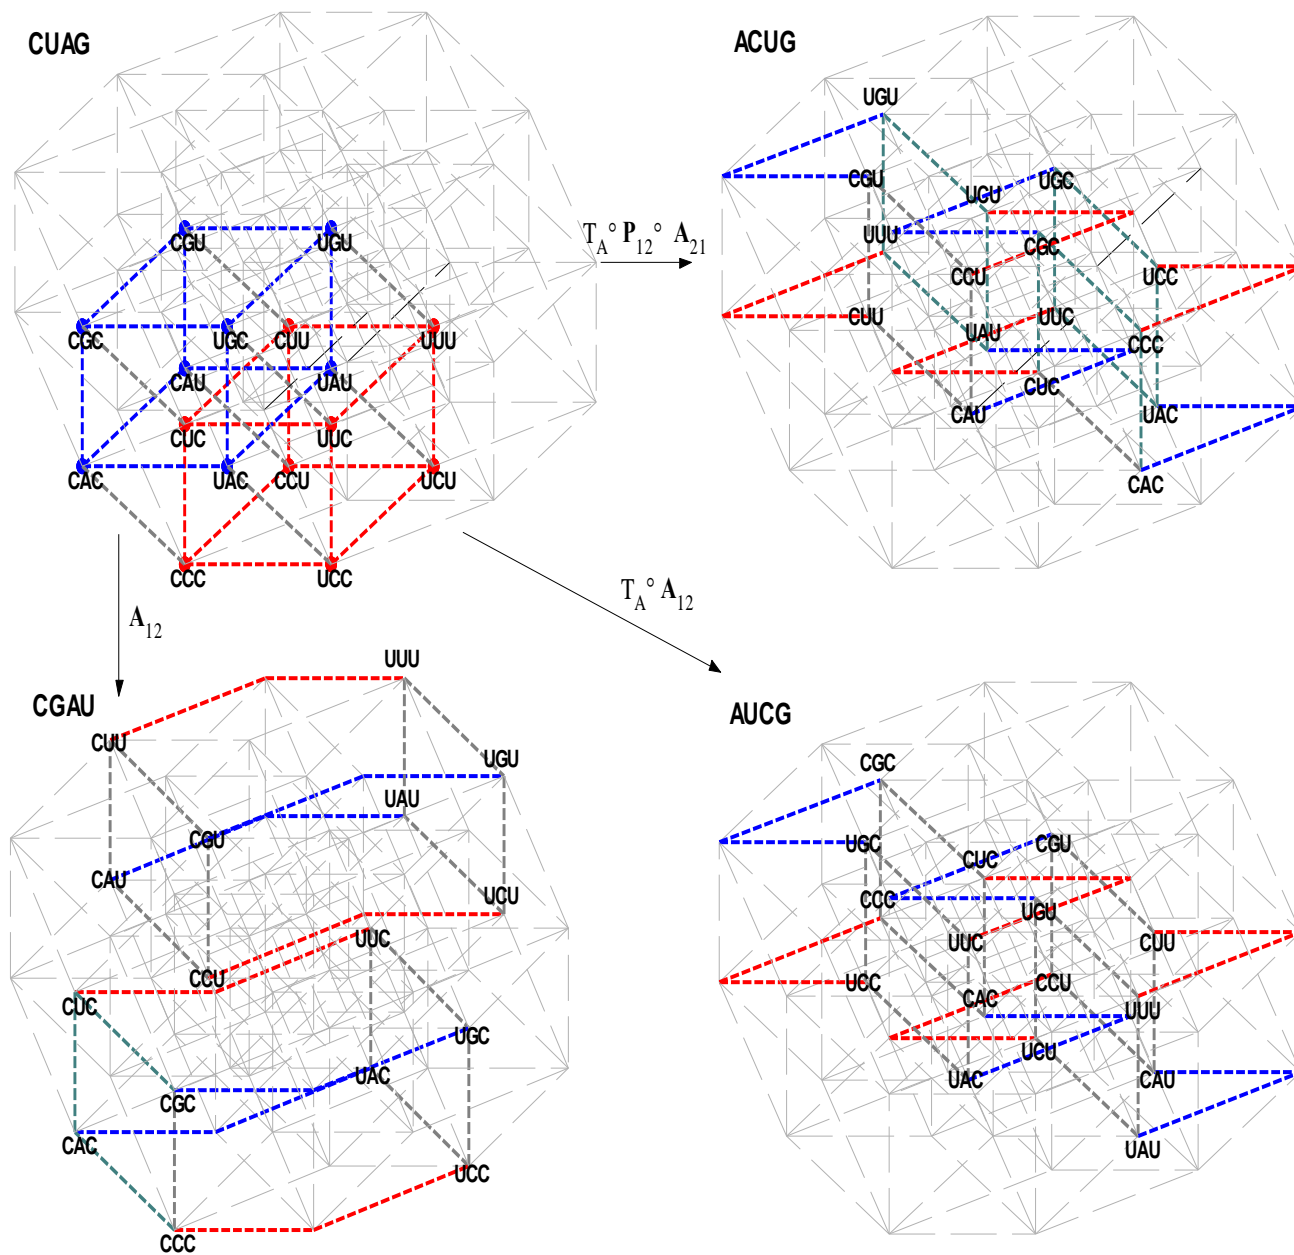 CUAG
CGU UGU
CGC UGC CUU UUU
CAU UAU
CUC UUC
CAC UAC CCU UCU
CCC UCC
T_A° P_12° A_21
ACUG
UGU
CGU UCU UGC
UUU CGC
CCU UCC
CUU UAU UUC CCC
CAU CUC UAC
CAC
A_12
T_A° A_12
CGAU
UUU
CUU UGU
UAU
CGU
CAU UCU
UUC
CCU
CUC
UGC
UAC
CGC
CAC
UCC
CCC
AUCG
CGC
UGC CUC CGU
CCC UGU
UUC CUU
UCC CAC CCU UUU
UCU
UAC CAU
UAU